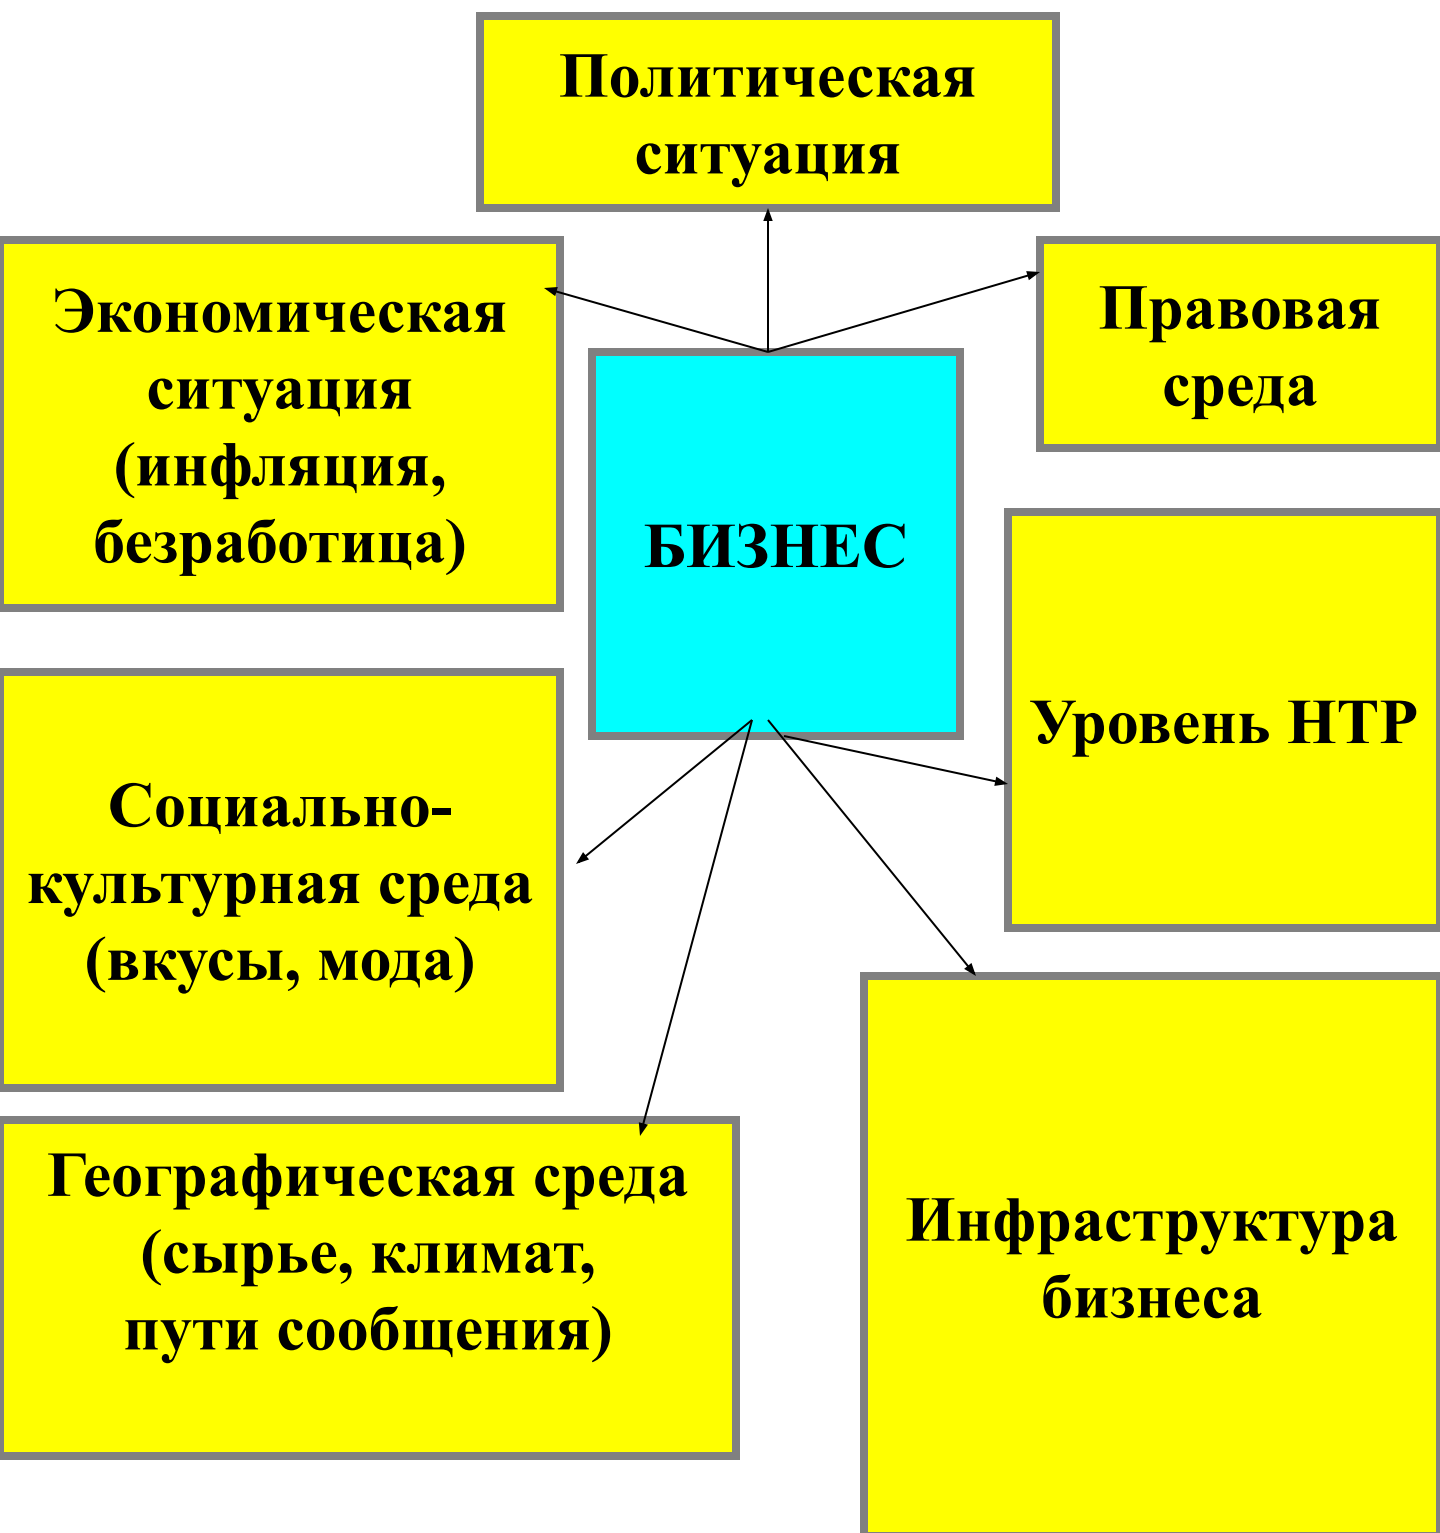 Политическая
ситуация
Экономическая
ситуация
(инфляция,
безработица)
Правовая
среда
БИЗНЕС
Уровень НТР
Социально-
культурная среда
(вкусы, мода)
Географическая среда
(сырье, климат,
пути сообщения)
Инфраструктура
бизнеса